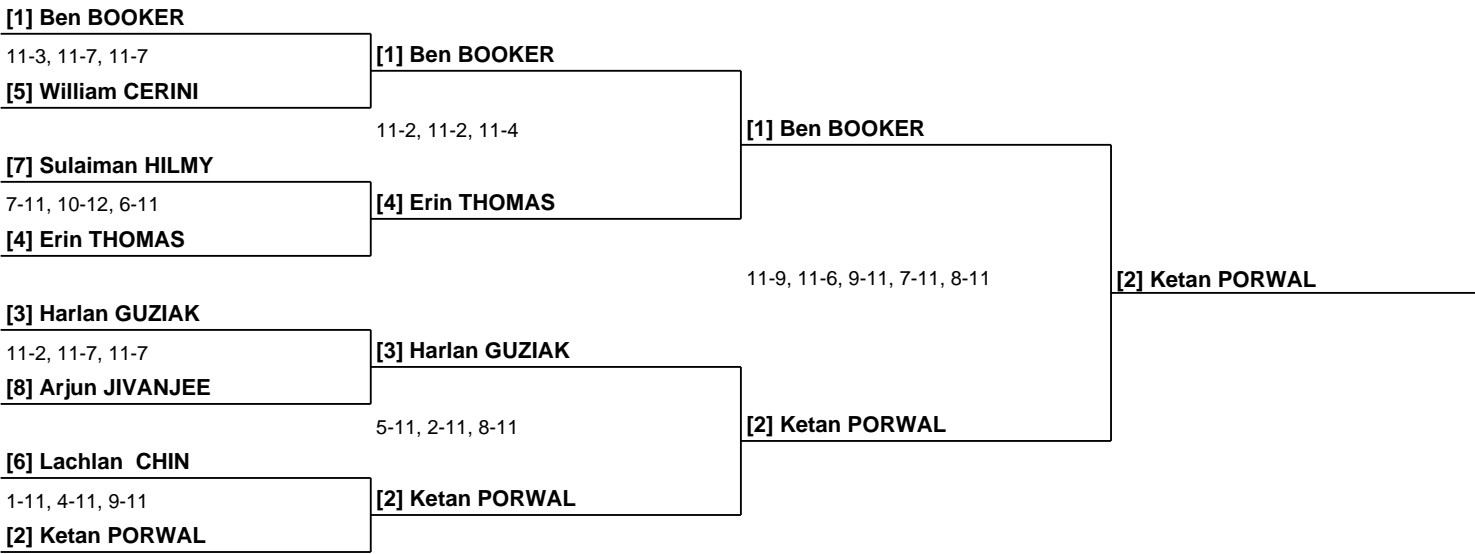 [1] Ben BOOKER
11-3, 11-7, 11-7
[1] Ben BOOKER
[5] William CERINI
11-2, 11-2, 11-4
[1] Ben BOOKER
[7] Sulaiman HILMY
7-11, 10-12, 6-11
[4] Erin THOMAS
[4] Erin THOMAS
11-9, 11-6, 9-11, 7-11, 8-11
[2] Ketan PORWAL
[3] Harlan GUZIAK
11-2, 11-7, 11-7
[3] Harlan GUZIAK
[8] Arjun JIVANJEE
5-11, 2-11, 8-11
[2] Ketan PORWAL
[6] Lachlan  CHIN
1-11, 4-11, 9-11
[2] Ketan PORWAL
[2] Ketan PORWAL